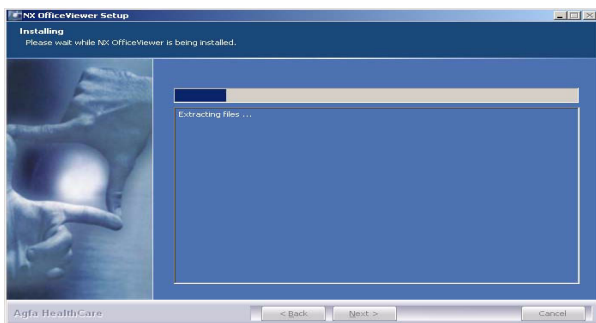 NX OfficeViewer Setup
Installing
Please wait while NX OfficeViewer is being installed.
Extracting files ...
Agfa HealthCare
< Back
Next >
Cancel